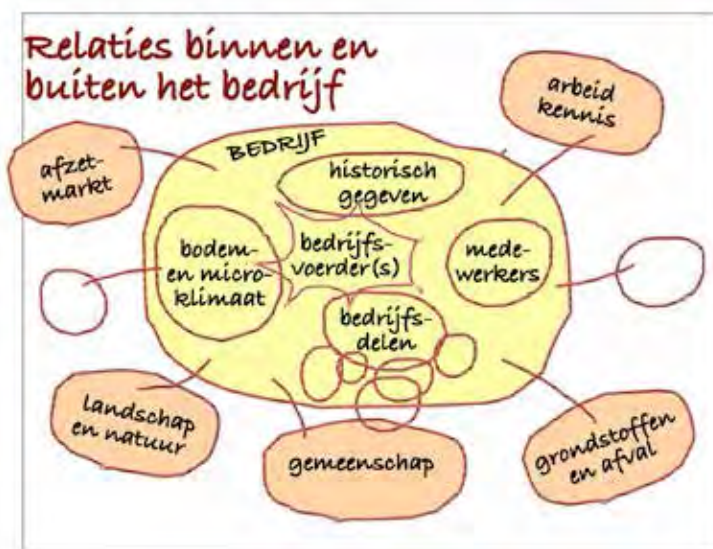 Relaties binnen en
buiten het bedrijf
arbeid
kennis
afzet-
markt
BEDRIJF
historisch
gegeven
bodem-
en micro-
klimaat
bedrijfs-
voerder(s)
mede-
werkers
bedrijfs-
delen
landschap
en natuur
gemeenschap
grondstoffen
en afval